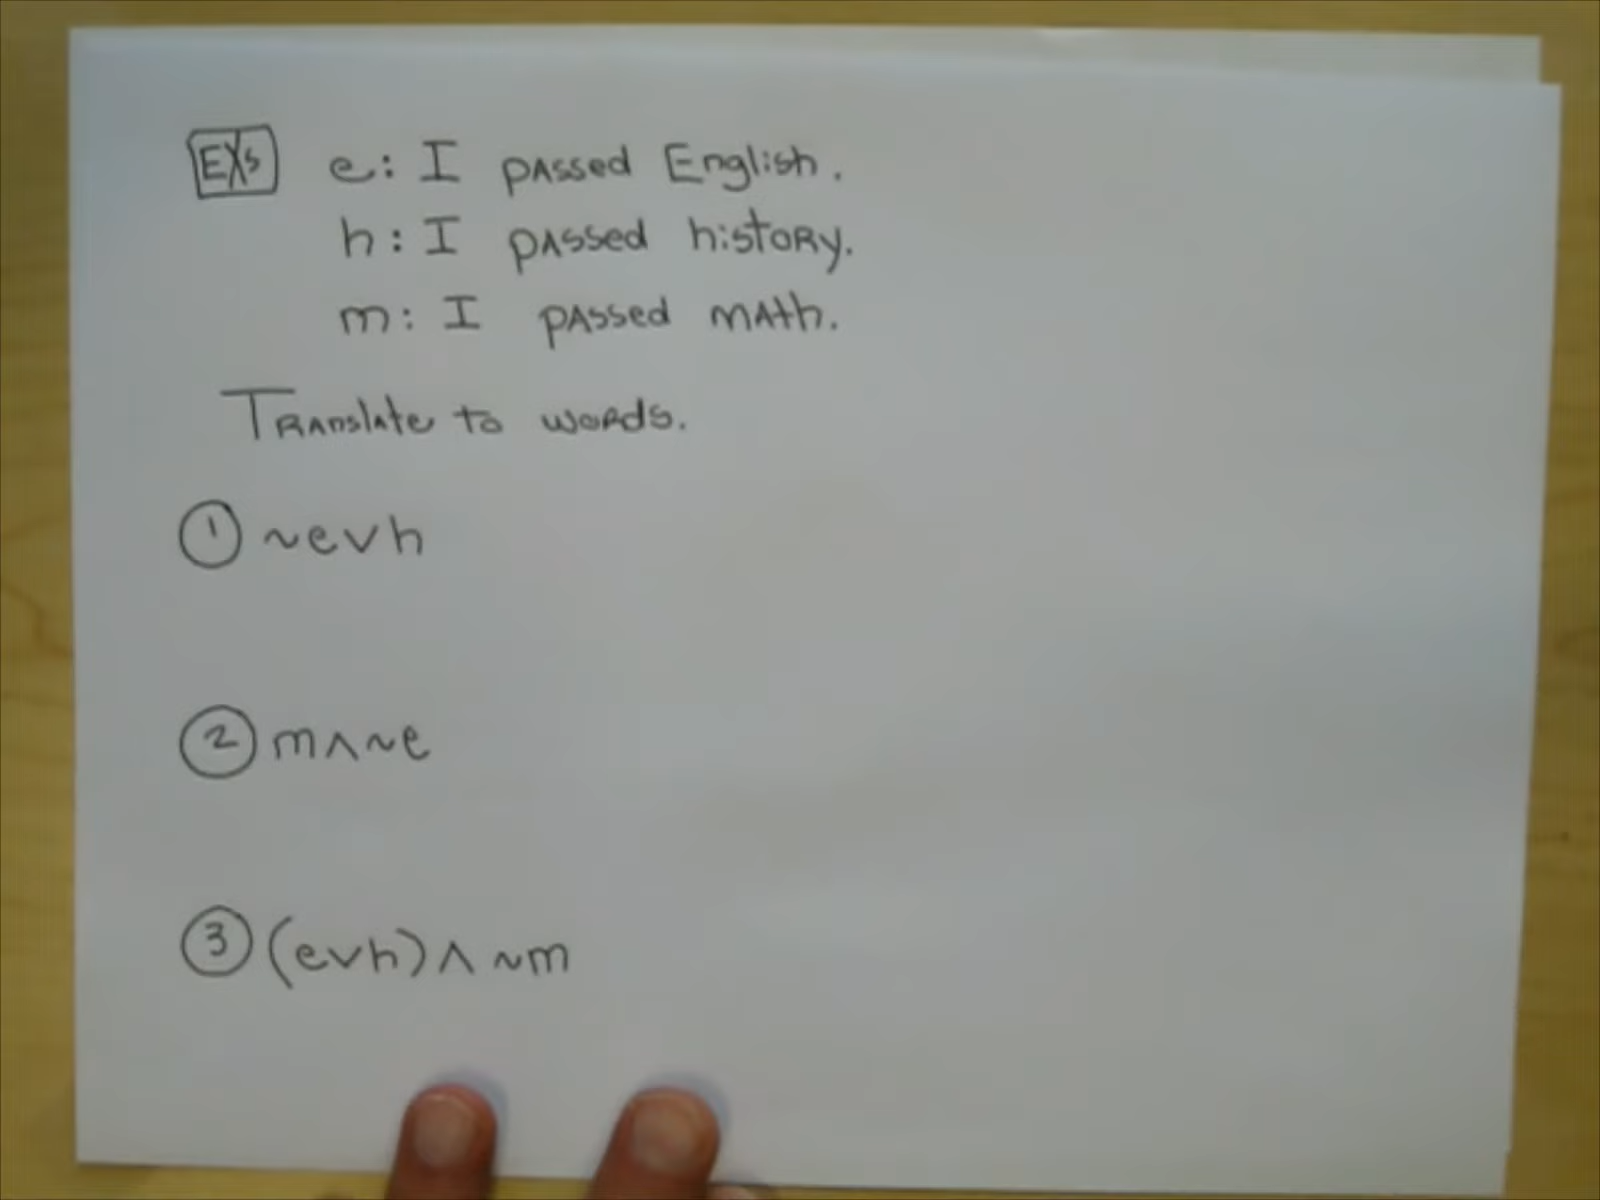 EXs e: I passed English.
h: I passed history.
m: I passed math.
Translate to words.
1 ~e∨h
2 m∧~e
3 (e∨h)∧~m